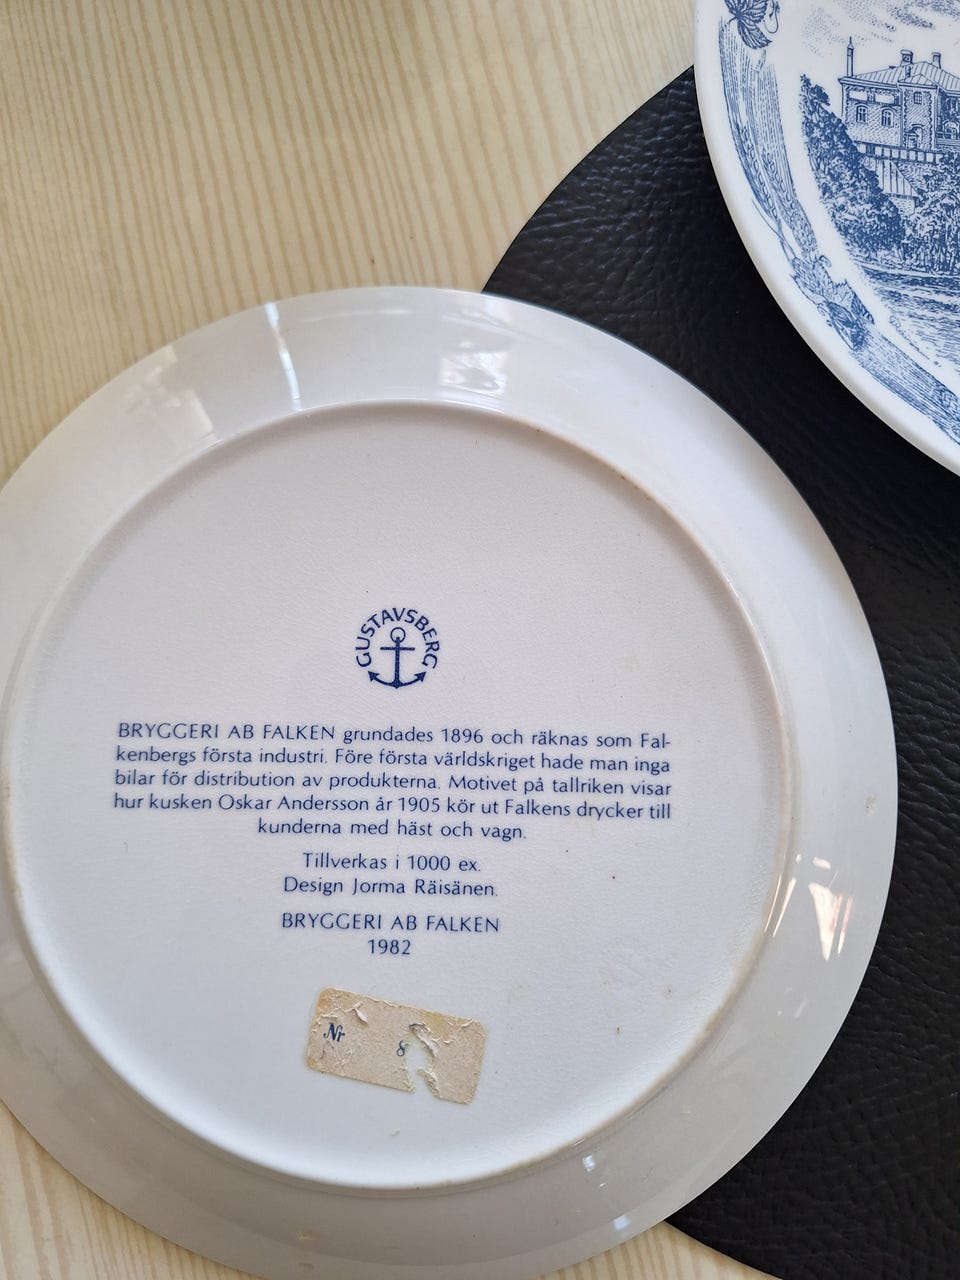 GUSTAVSBERG
BRYGGERI AB FALKEN grundades 1896 och räknas som Fal-
kenbergs första industri. Före första världskriget hade man inga
bilar för distribution av produkterna. Motivet på tallriken visar
hur kusken Oskar Andersson år 1905 kör ut Falkens drycker till
kunderna med häst och vagn.
Tillverkas i 1000 ex.
Design Jorma Räisänen.
BRYGGERI AB FALKEN
1982
Nr 8